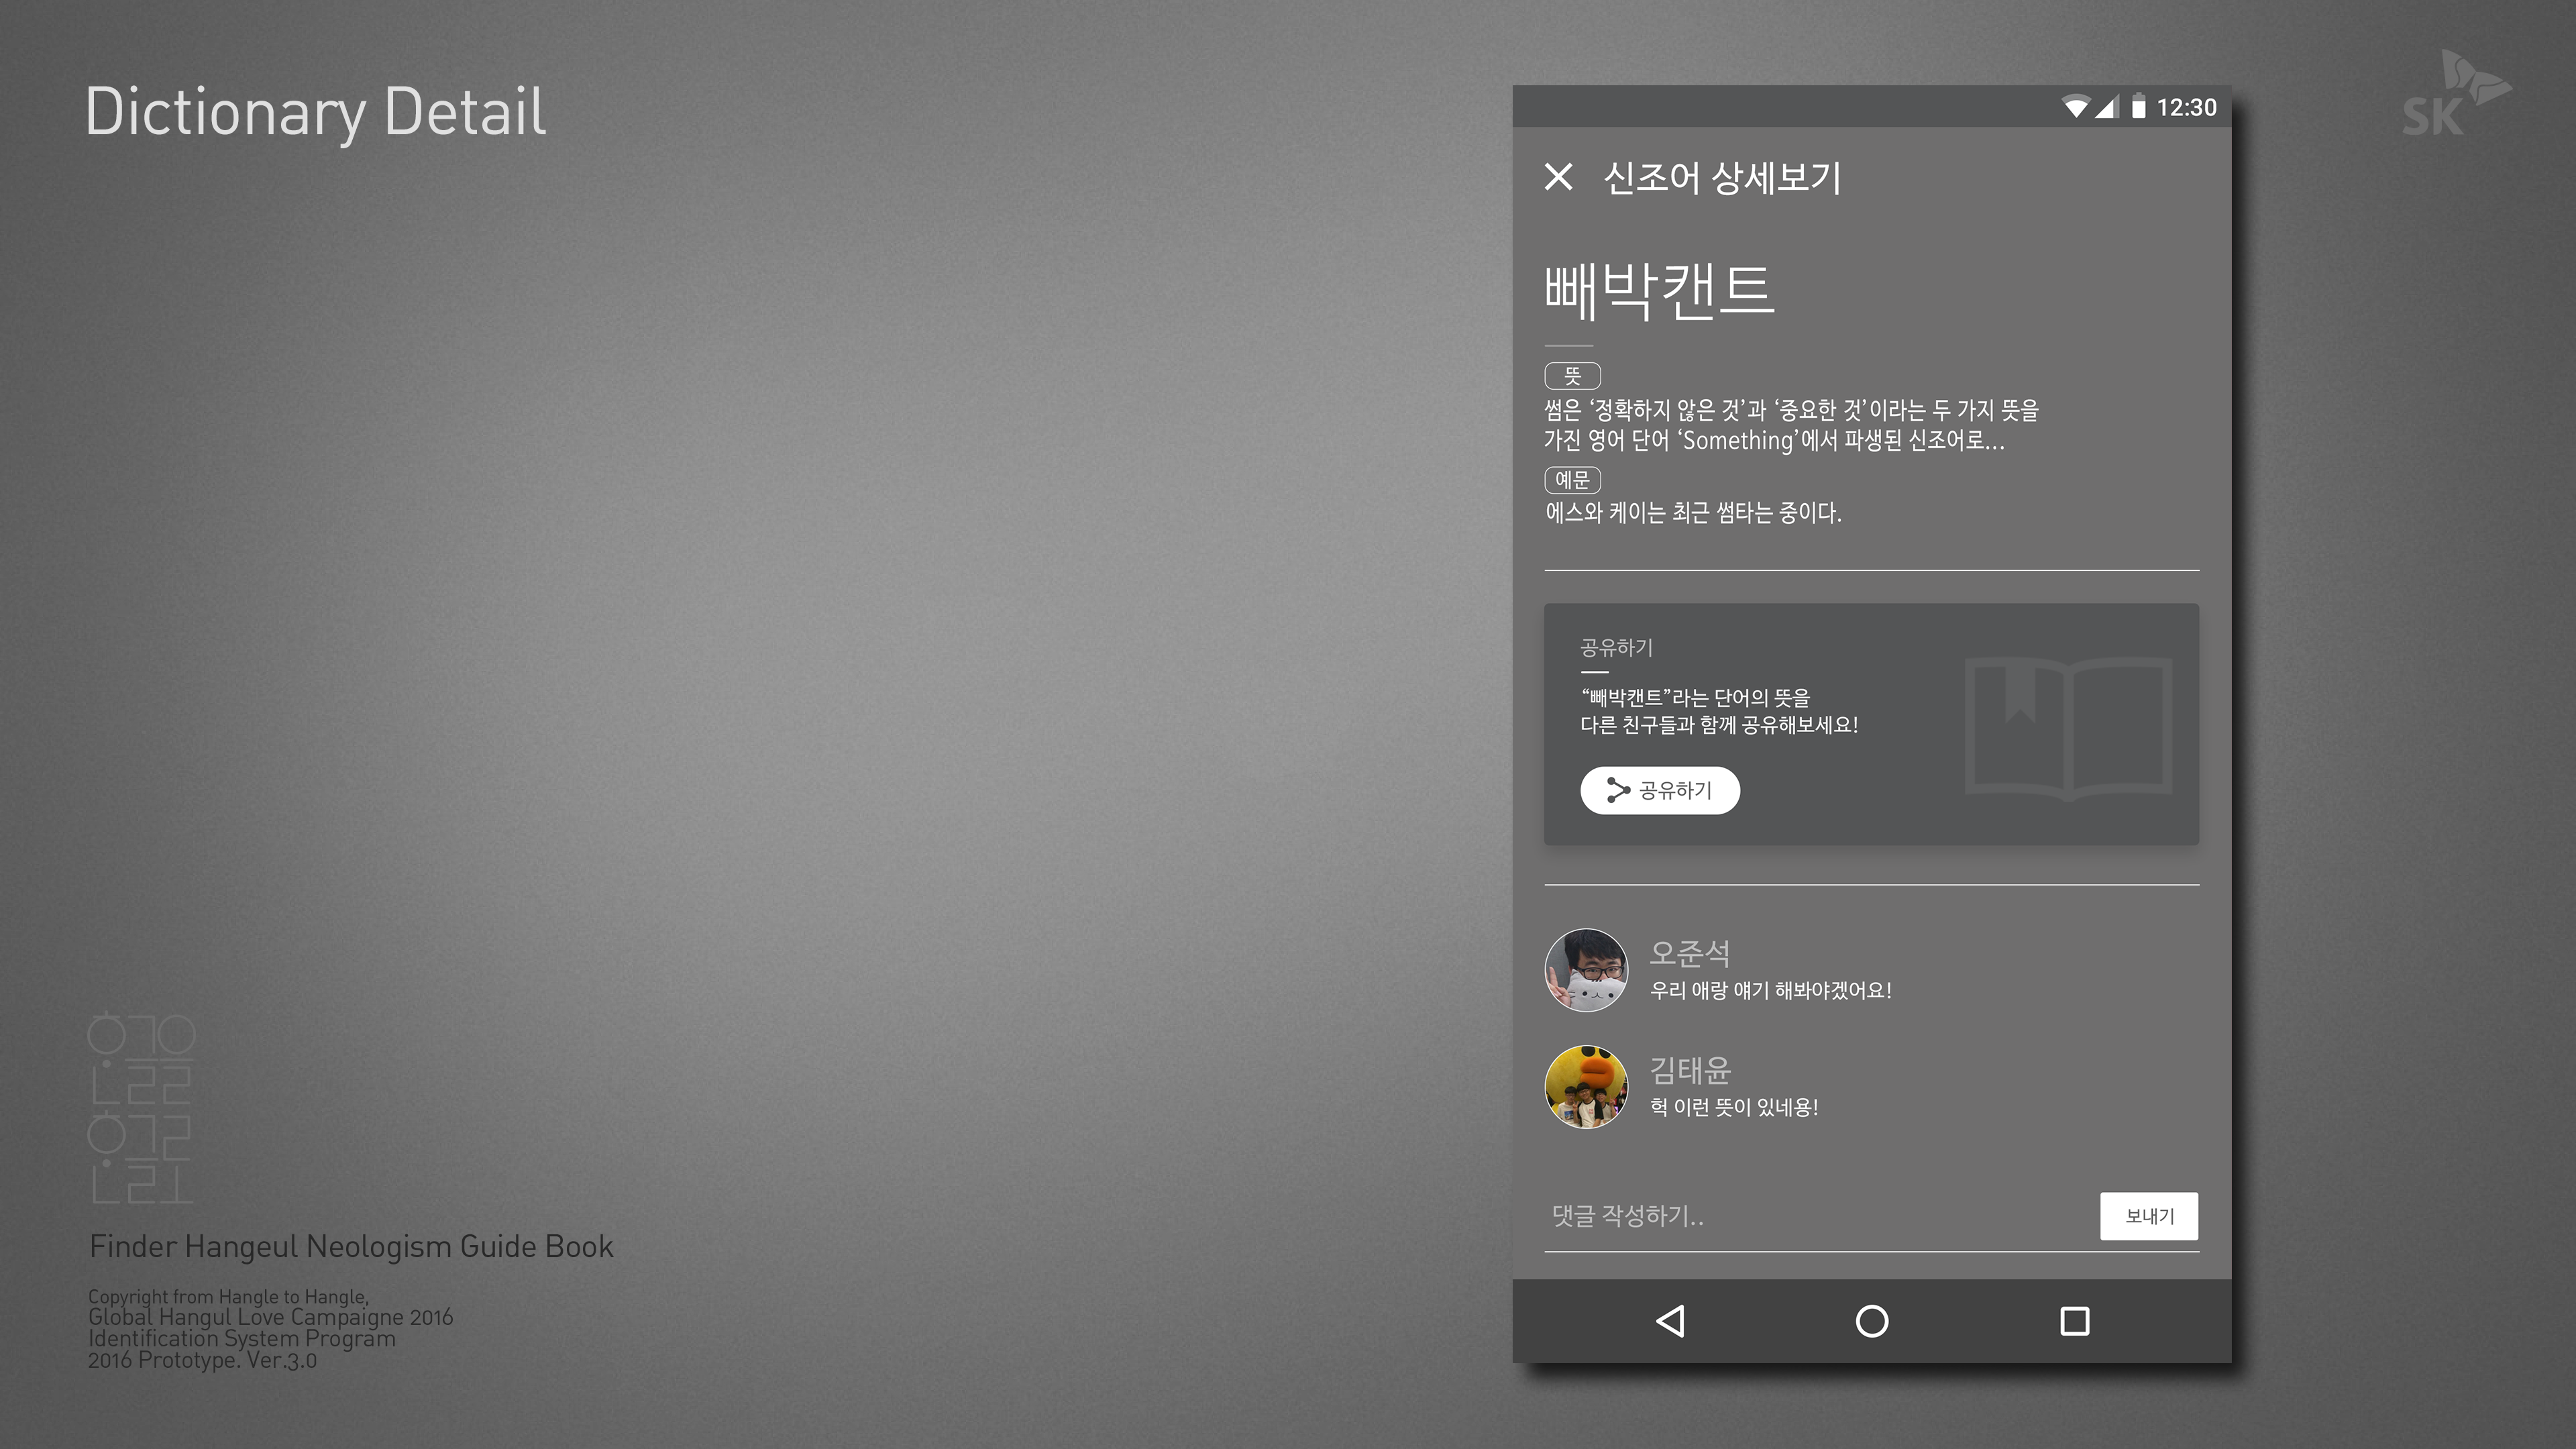 Dictionary Detail
SK
12:30
신조어 상세보기
빼박캔트
뜻
썸은 ‘정확하지 않은 것’과 ‘중요한 것’이라는 두 가지 뜻을
가진 영어 단어 ‘Something’에서 파생된 신조어로...
예문
에스와 케이는 최근 썸타는 중이다.
공유하기
“빼박캔트”라는 단어의 뜻을
다른 친구들과 함께 공유해보세요!
공유하기
오준석
우리 애랑 얘기 해봐야겠어요!
김태윤
헉 이런 뜻이 있네용!
댓글 작성하기..
보내기
한글을
한글로
Finder Hangeul Neologism Guide Book
Copyright from Hangle to Hangle,
Global Hangul Love Campaigne 2016
Identification System Program
2016 Prototype. Ver.3.0